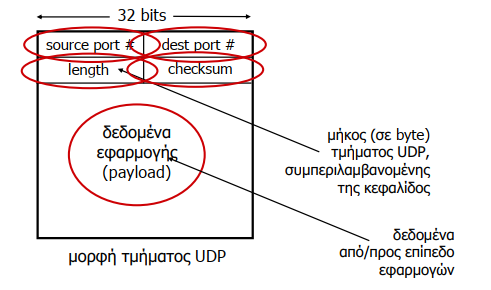 32 bits
source port # dest port #
length checksum
δεδομένα
εφαρμογής
(payload)
μήκος (σε byte)
τμήματος UDP,
συμπεριλαμβανομένης
της κεφαλίδος
δεδομένα
από/προς επίπεδο
εφαρμογών
μορφή τμήματος UDP